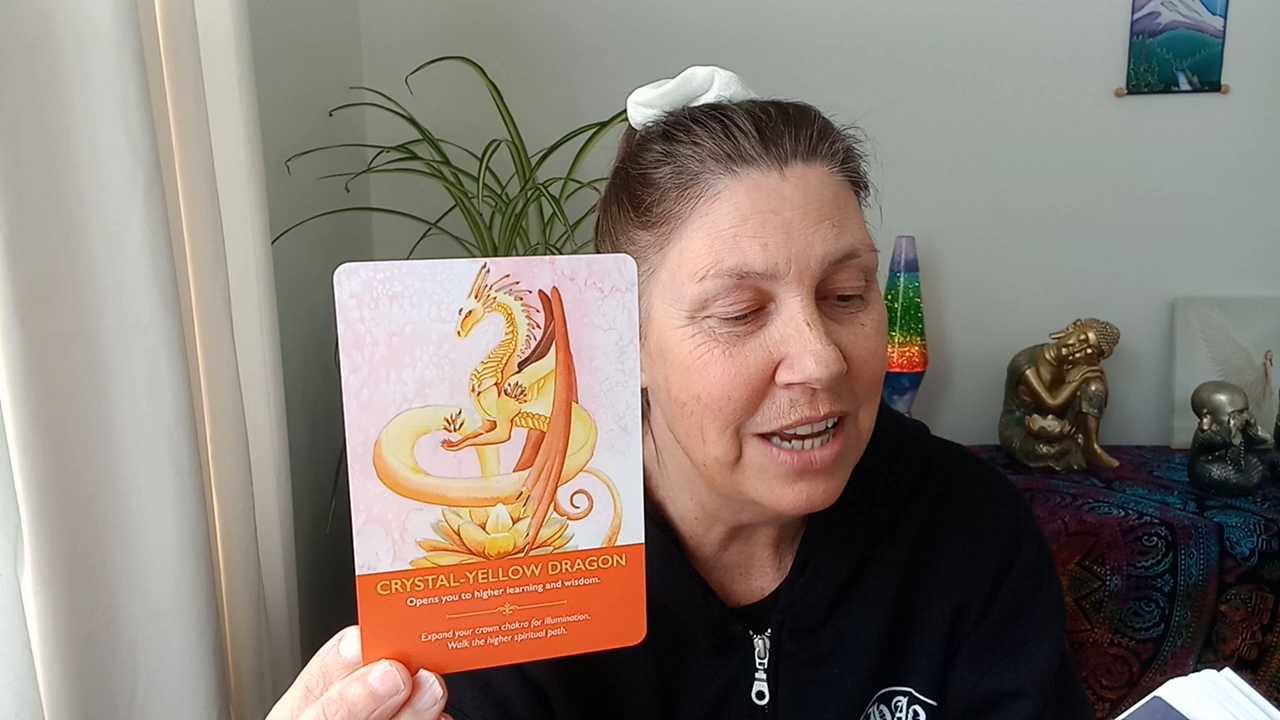 CRYSTAL-YELLOW DRAGON
Opens you to higher learning and wisdom.
Expand your crown chakra for illumination.
Walk the higher spiritual path.